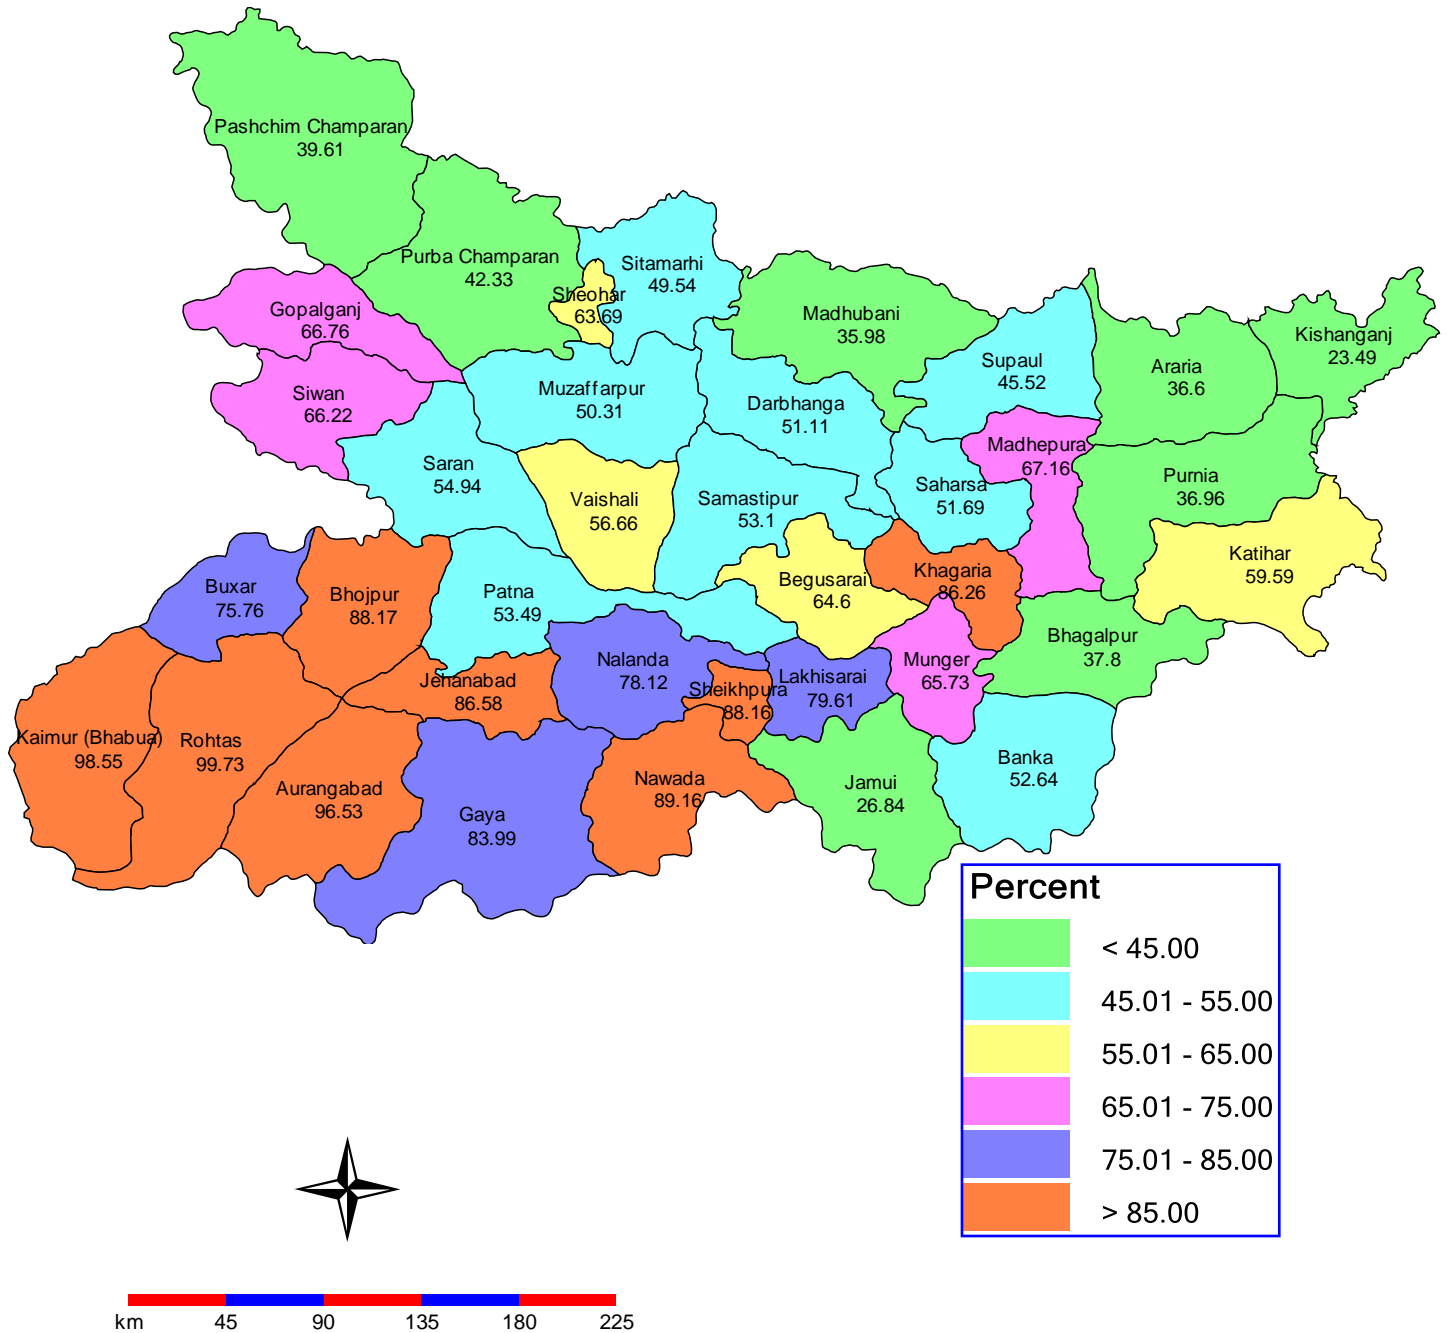 Pashchim Champaran
39.61
Purba Champaran
42.33
Sitamarhi
49.54
Sheohar
63.69
Gopalganj
66.76
Madhubani
35.98
Kishanganj
23.49
Supaul
45.52
Araria
36.6
Siwan
66.22
Muzaffarpur
50.31
Darbhanga
51.11
Madhepura
67.16
Saran
54.94
Vaishali
56.66
Samastipur
53.1
Saharsa
51.69
Purnia
36.96
Katihar
59.59
Buxar
75.76
Bhojpur
88.17
Patna
53.49
Begusarai
64.6
Khagaria
86.26
Bhagalpur
37.8
Nalanda
78.12
Munger
65.73
Jehanabad
86.58
Sheikhpura
88.16
Lakhisarai
79.61
Kaimur (Bhabua)
98.55
Rohtas
99.73
Aurangabad
96.53
Gaya
83.99
Nawada
89.16
Jamui
26.84
Banka
52.64
Percent
< 45.00
45.01 - 55.00
55.01 - 65.00
65.01 - 75.00
75.01 - 85.00
> 85.00
km 45 90 135 180 225